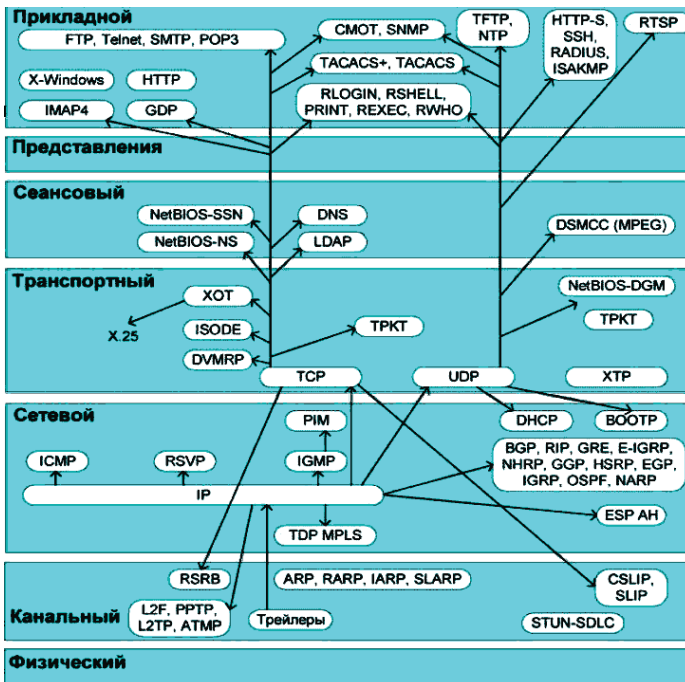 Прикладной
FTP, Telnet, SMTP, POP3
CMOT, SNMP
TFTP,
NTP
HTTP-S,
SSH,
RADIUS,
ISAKMP
RTSP
TACACS+, TACACS
X-Windows
HTTP
IMAP4
GDP
RLOGIN, RSHELL,
PRINT, REXEC, RWHO
Представления
Сеансовый
NetBIOS-SSN
DNS
NetBIOS-NS
LDAP
DSMCC (MPEG)
Транспортный
XOT
NetBIOS-DGM
X.25
ISODE
TPKT
TPKT
DVMRP
TCP
UDP
XTP
Сетевой
PIM
DHCP
BOOTP
ICMP
RSVP
IGMP
BGP, RIP, GRE, E-IGRP,
NHRP, GGP, HSRP, EGP,
IGRP, OSPF, NARP
IP
ESP AH
TDP MPLS
RSRB
ARP, RARP, IARP, SLARP
CSLIP,
SLIP
Канальный
L2F, PPTP,
L2TP, ATMP
Трейлеры
STUN-SDLC
Физический